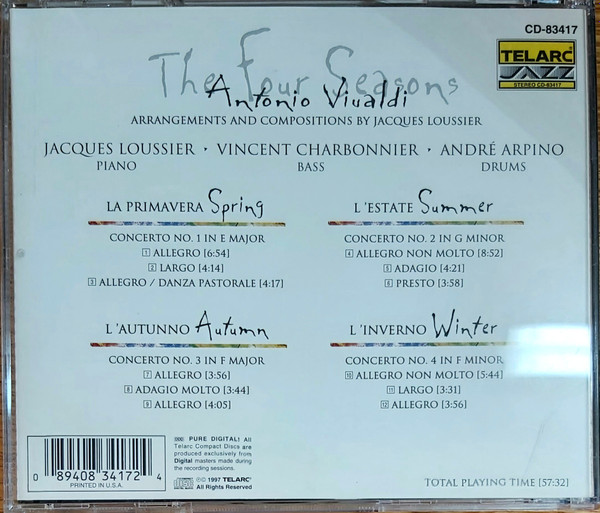 CD-83417
TELARC
JAZZ
STEREO CD-83417
The Four Seasons
Antonio Vivaldi
ARRANGEMENTS AND COMPOSITIONS BY JACQUES LOUSSIER
JACQUES LOUSSIER · VINCENT CHARBONNIER · ANDRÉ ARPINO
PIANO BASS DRUMS
LA PRIMAVERA Spring
CONCERTO NO. 1 IN E MAJOR
1 ALLEGRO [6:54]
2 LARGO [4:14]
3 ALLEGRO / DANZA PASTORALE [4:17]
L'ESTATE Summer
CONCERTO NO. 2 IN G MINOR
4 ALLEGRO NON MOLTO [8:52]
5 ADAGIO [4:21]
6 PRESTO [3:58]
L'AUTUNNO Autumn
CONCERTO NO. 3 IN F MAJOR
7 ALLEGRO [3:56]
8 ADAGIO MOLTO [3:44]
9 ALLEGRO [4:05]
L'INVERNO Winter
CONCERTO NO. 4 IN F MINOR
10 ALLEGRO NON MOLTO [5:44]
11 LARGO [3:31]
12 ALLEGRO [3:56]
0 89408 34172 4
PRINTED IN U.S.A.
DDD PURE DIGITAL! All
Telarc Compact Discs are
produced exclusively from
Digital masters made during
the recording sessions.
℗© 1997 TELARC
All Rights Reserved
TOTAL PLAYING TIME [57:32]